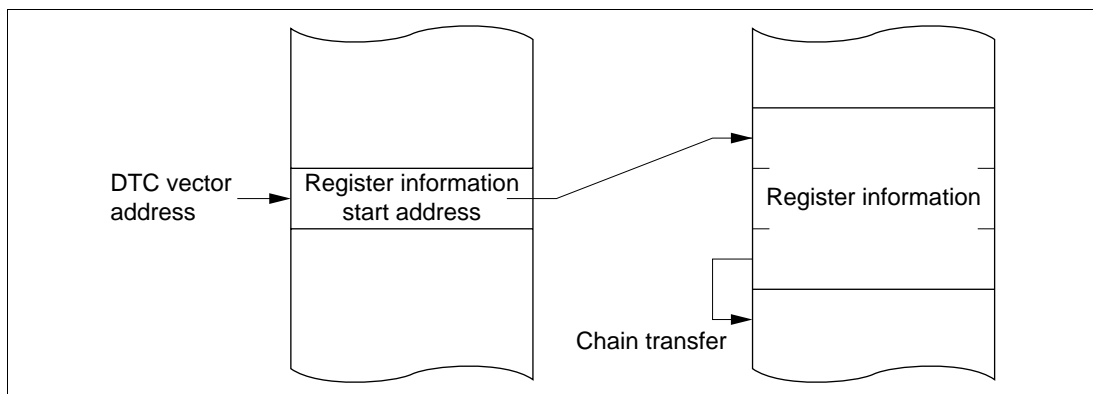 DTC vector
address
Register information
start address
Register information
Chain transfer